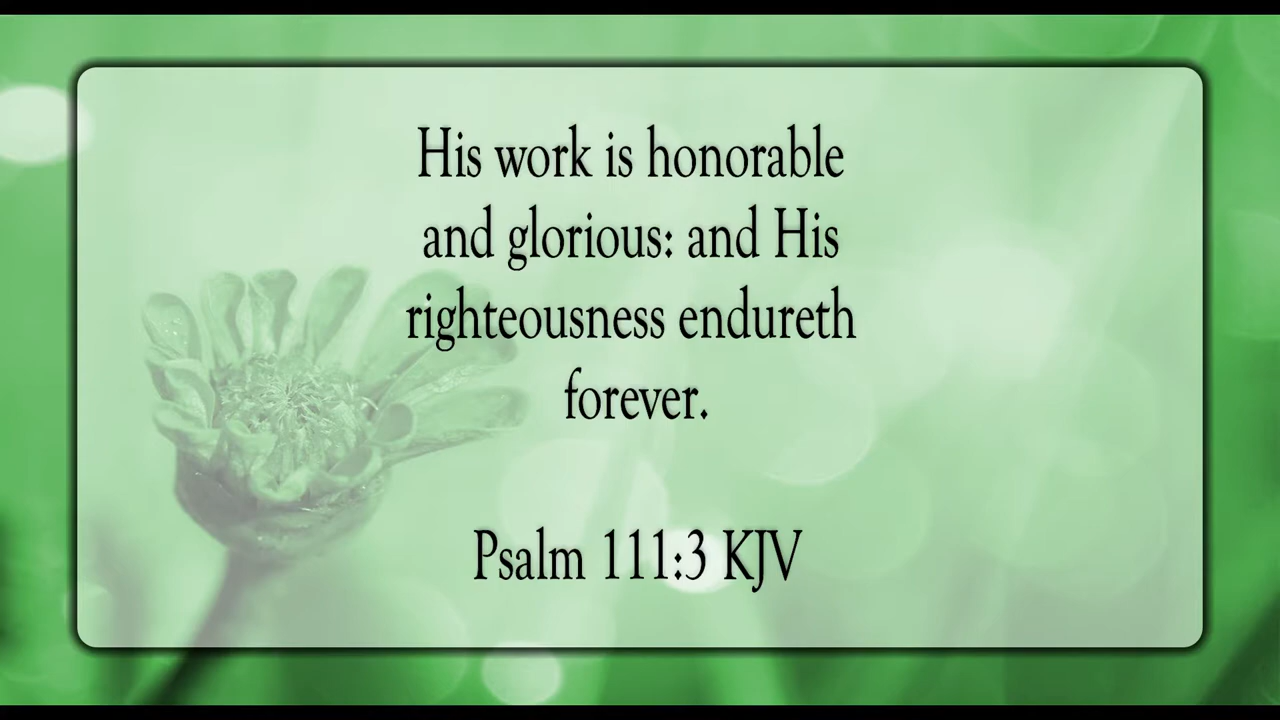 His work is honorable
and glorious: and His
righteousness endureth
forever.
Psalm 111:3 KJV